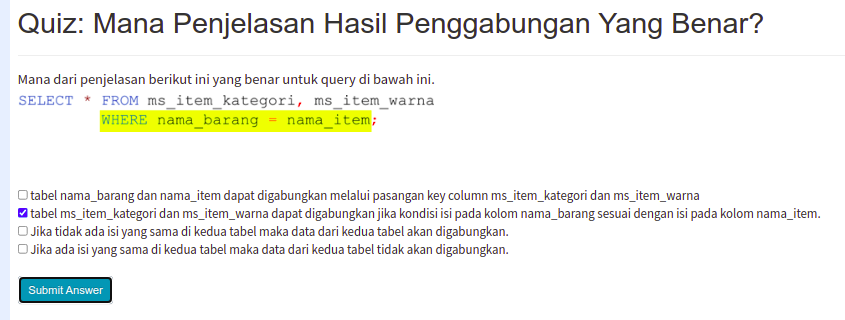 Quiz: Mana Penjelasan Hasil Penggabungan Yang Benar?
Mana dari penjelasan berikut ini yang benar untuk query di bawah ini.
SELECT * FROM ms_item_kategori, ms_item_warna
WHERE nama_barang = nama_item;
tabel nama_barang dan nama_item dapat digabungkan melalui pasangan key column ms_item_kategori dan ms_item_warna
tabel ms_item_kategori dan ms_item_warna dapat digabungkan jika kondisi isi pada kolom nama_barang sesuai dengan isi pada kolom nama_item.
Jika tidak ada isi yang sama di kedua tabel maka data dari kedua tabel akan digabungkan.
Jika ada isi yang sama di kedua tabel maka data dari kedua tabel tidak akan digabungkan.
Submit Answer